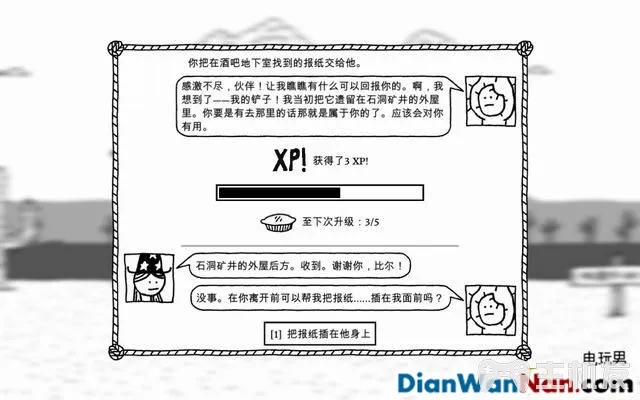 你把在酒吧地下室找到的报纸交给他。
感激不尽，伙伴！让我瞧瞧有什么可以回报你的。啊，我
想到了——我的铲子！我当初把它遗留在石洞矿井的外屋
里。你要是有去那里的话那就是属于你的了。应该会对你
有用。
XP! 获得了3 XP!
至下次升级：3/5
石洞矿井的外屋后方。收到。谢谢你，比尔！
没事。在你离开前可以帮我把报纸……插在我面前吗？
[1] 把报纸插在他身上
电玩男
DianWanNan.com